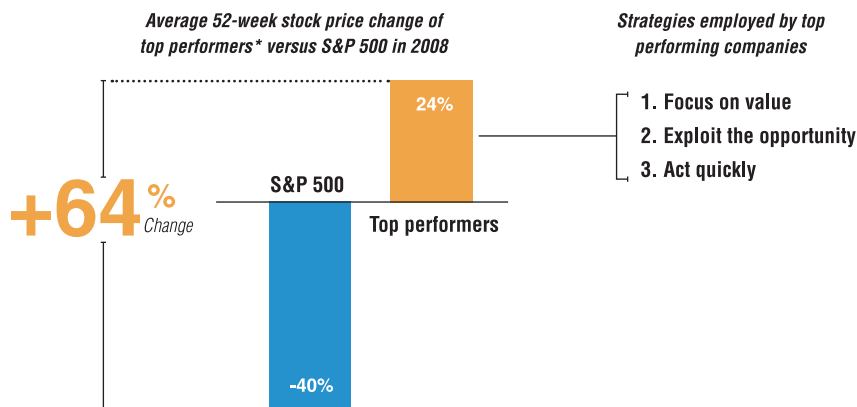 Average 52-week stock price change of
top performers* versus S&P 500 in 2008
Strategies employed by top
performing companies
24%
1. Focus on value
2. Exploit the opportunity
3. Act quickly
S&P 500
+64%
Change
Top performers
-40%